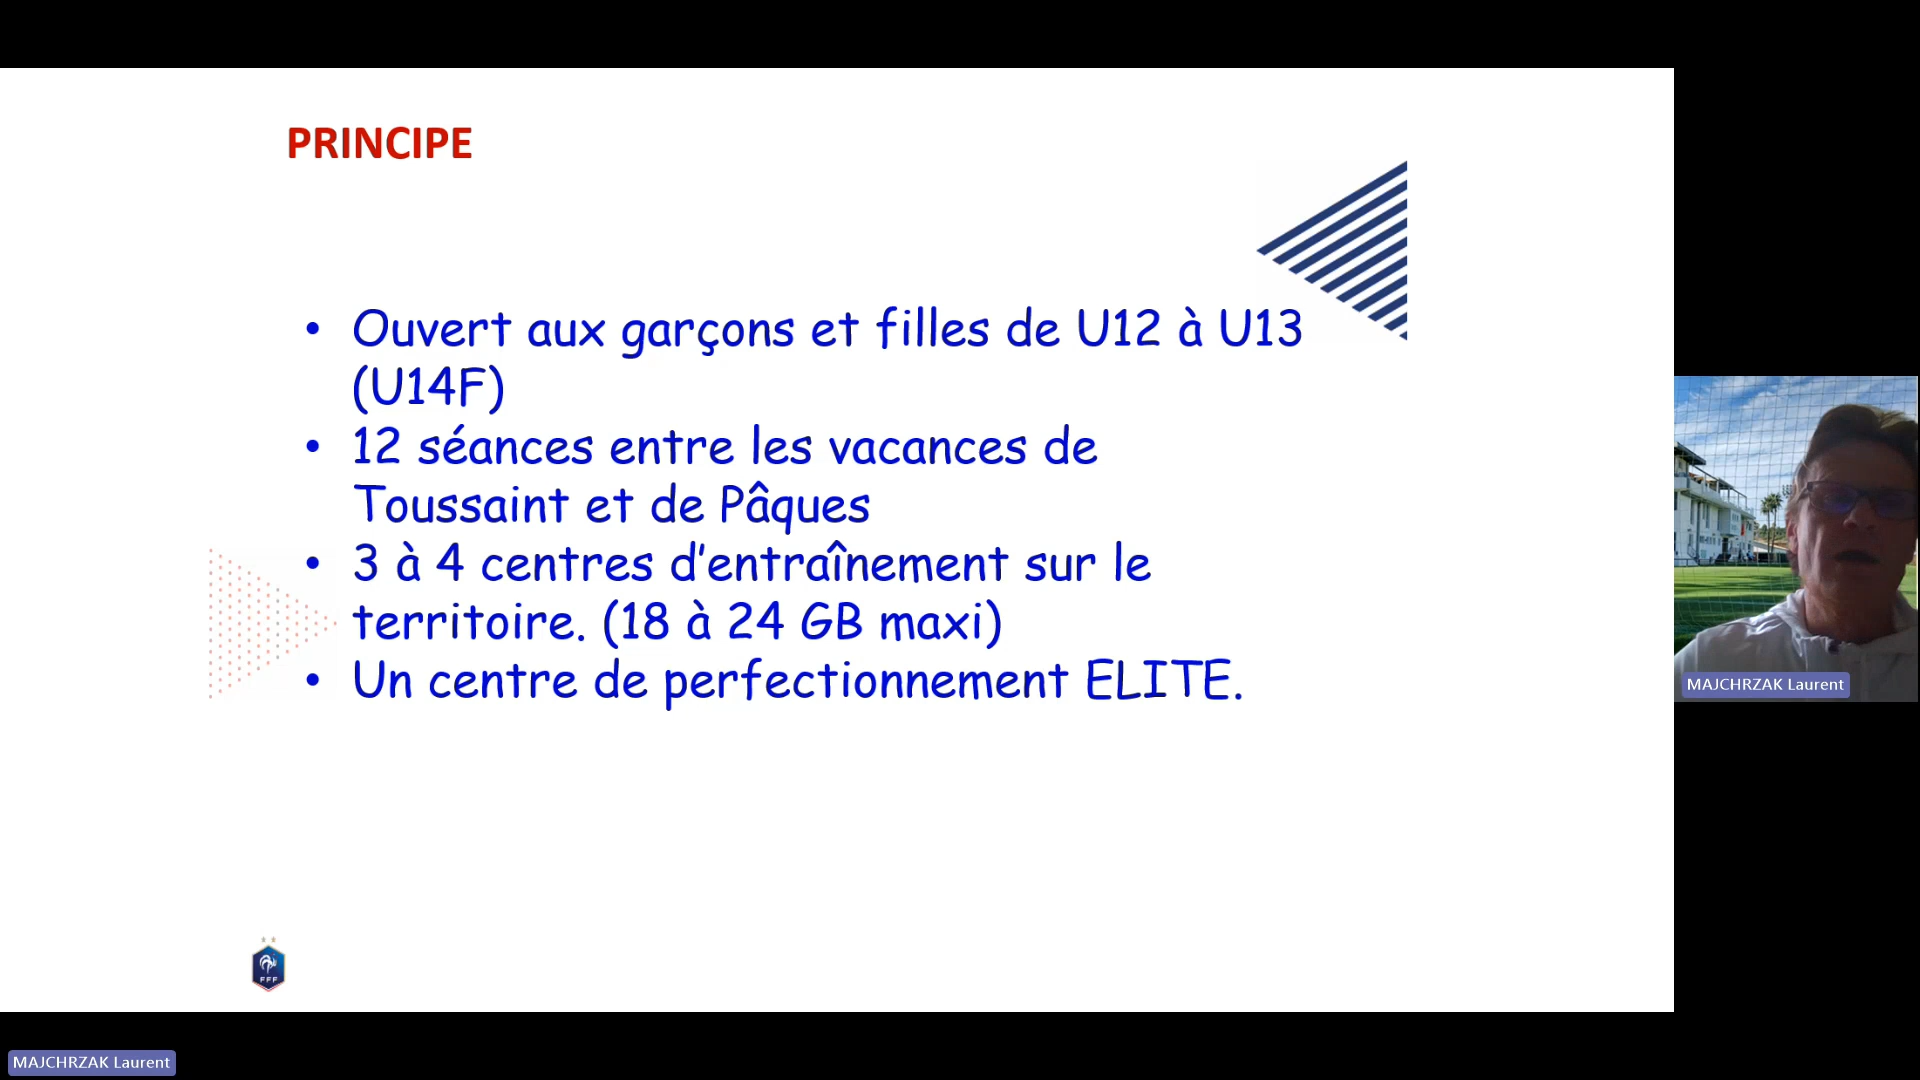 PRINCIPE
• Ouvert aux garçons et filles de U12 à U13
(U14F)
• 12 séances entre les vacances de
Toussaint et de Pâques
• 3 à 4 centres d’entraînement sur le
territoire. (18 à 24 GB maxi)
• Un centre de perfectionnement ELITE.
FFF
MAJCHRZAK Laurent
MAJCHRZAK Laurent